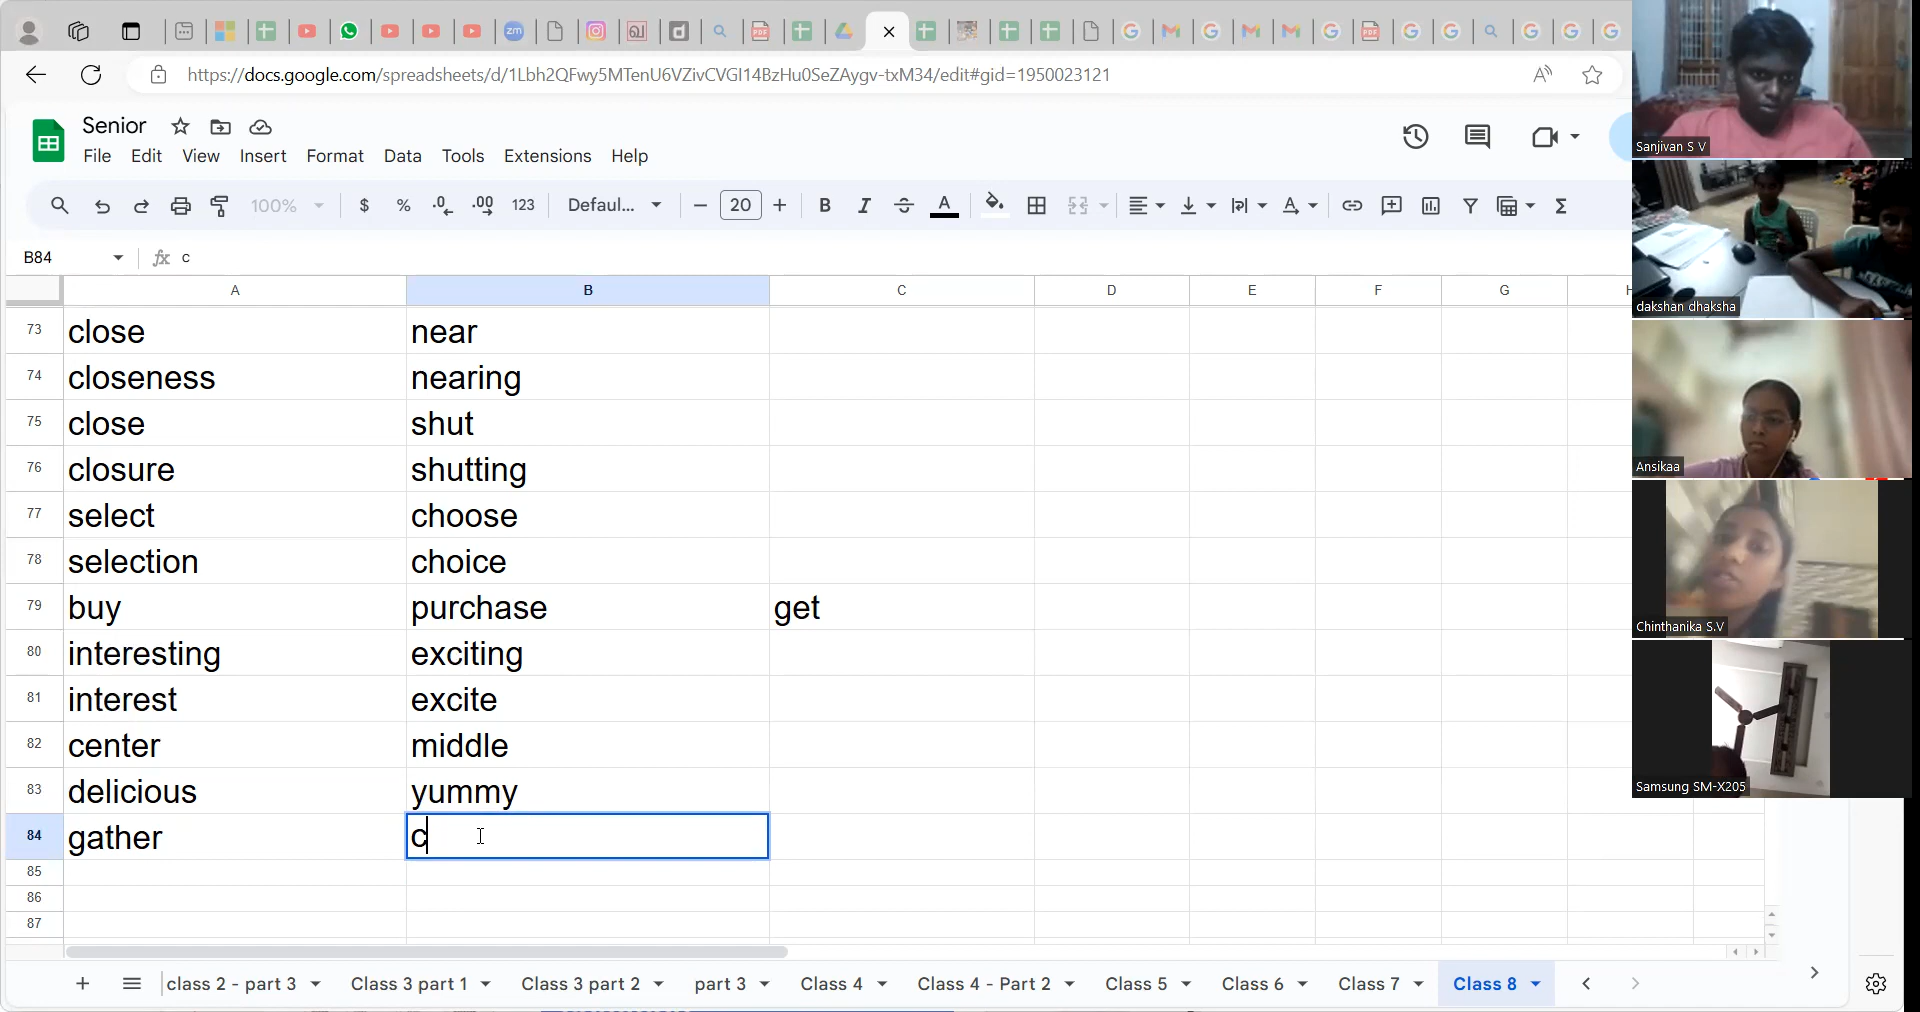 https://docs.google.com/spreadsheets/d/1Lbh2QFwy5MTenU6VZivCVGI14BzHu0SeZAygv-txM34/edit#gid=1950023121
Senior
File Edit View Insert Format Data Tools Extensions Help
100% $ % .0 .00 123 Defaul... 20 B I A Σ
B84 fx c
A B C D E F G H
73 close near
74 closeness nearing
75 close shut
76 closure shutting
77 select choose
78 selection choice
79 buy purchase get
80 interesting exciting
81 interest excite
82 center middle
83 delicious yummy
84 gather c
85
86
87
class 2 - part 3 Class 3 part 1 Class 3 part 2 part 3 Class 4 Class 4 - Part 2 Class 5 Class 6 Class 7 Class 8
Sanjivan S V
dakshan dhaksha
Ansikaa
Chinthanika S.V
Samsung SM-X205